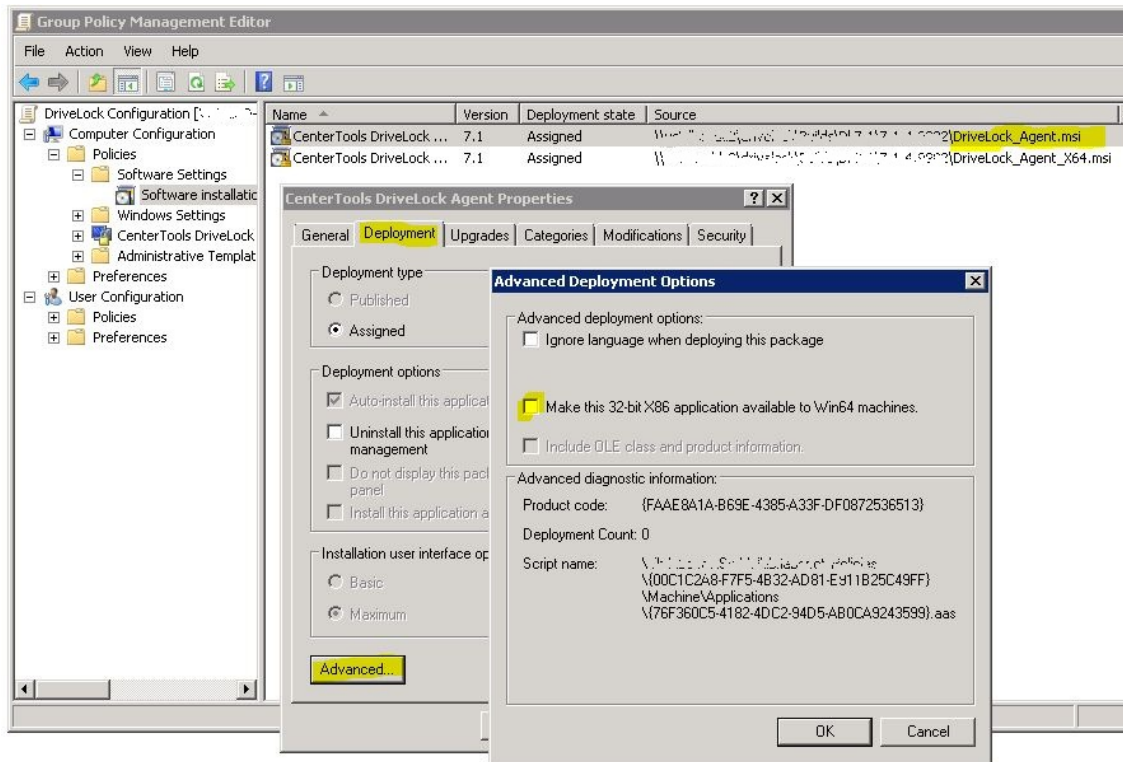 Group Policy Management Editor
File Action View Help
DriveLock Configuration [
Computer Configuration
Policies
Software Settings
Software installatic
Windows Settings
CenterTools DriveLock
Administrative Templat
Preferences
User Configuration
Policies
Preferences
Name Version Deployment state Source
CenterTools DriveLock ... 7.1 Assigned \DriveLock_Agent.msi
CenterTools DriveLock ... 7.1 Assigned \\ \DriveLock_Agent_X64.msi
CenterTools DriveLock Agent Properties
General Deployment Upgrades Categories Modifications Security
Deployment type
Published
Assigned
Deployment options
Auto-install this applicat
Uninstall this application
management
Do not display this pack
panel
Install this application a
Installation user interface op
Basic
Maximum
Advanced...
Advanced Deployment Options
Advanced deployment options:
Ignore language when deploying this package
Make this 32-bit X86 application available to Win64 machines.
Include OLE class and product information.
Advanced diagnostic information:
Product code: {FAAE8A1A-B69E-4385-A33F-DF0872536513}
Deployment Count: 0
Script name:
\{00C1C2A8-F7F5-4B32-AD81-E911B25C49FF}
\Machine\Applications
\{76F360C5-4182-4DC2-94D5-AB0CA9243599}.aas
OK Cancel